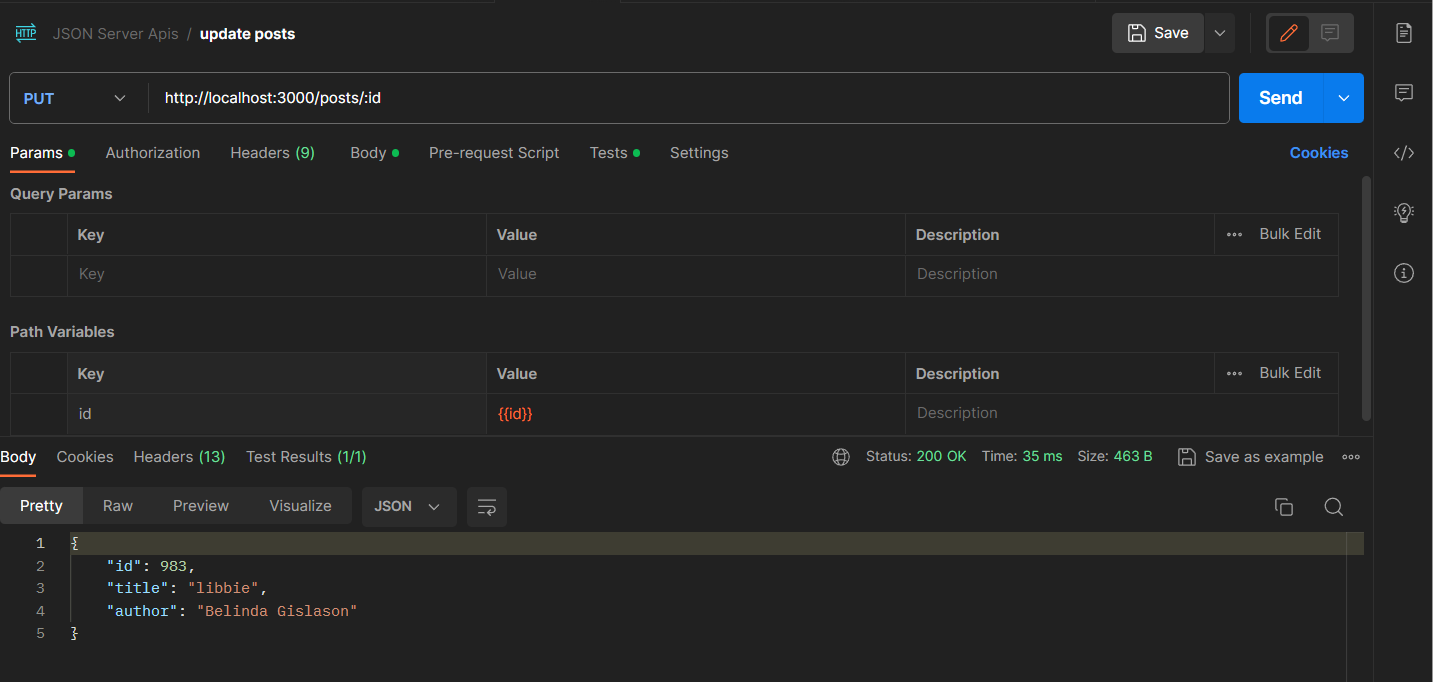 HTTP JSON Server Apis / update posts Save
PUT http://localhost:3000/posts/:id Send
Params Authorization Headers (9) Body Pre-request Script Tests Settings Cookies
Query Params
Key Value Description Bulk Edit
Key Value Description
Path Variables
Key Value Description Bulk Edit
id {{id}} Description
Body Cookies Headers (13) Test Results (1/1) Status: 200 OK Time: 35 ms Size: 463 B Save as example
Pretty Raw Preview Visualize JSON
1 {
2 "id": 983,
3 "title": "libbie",
4 "author": "Belinda Gislason"
5 }